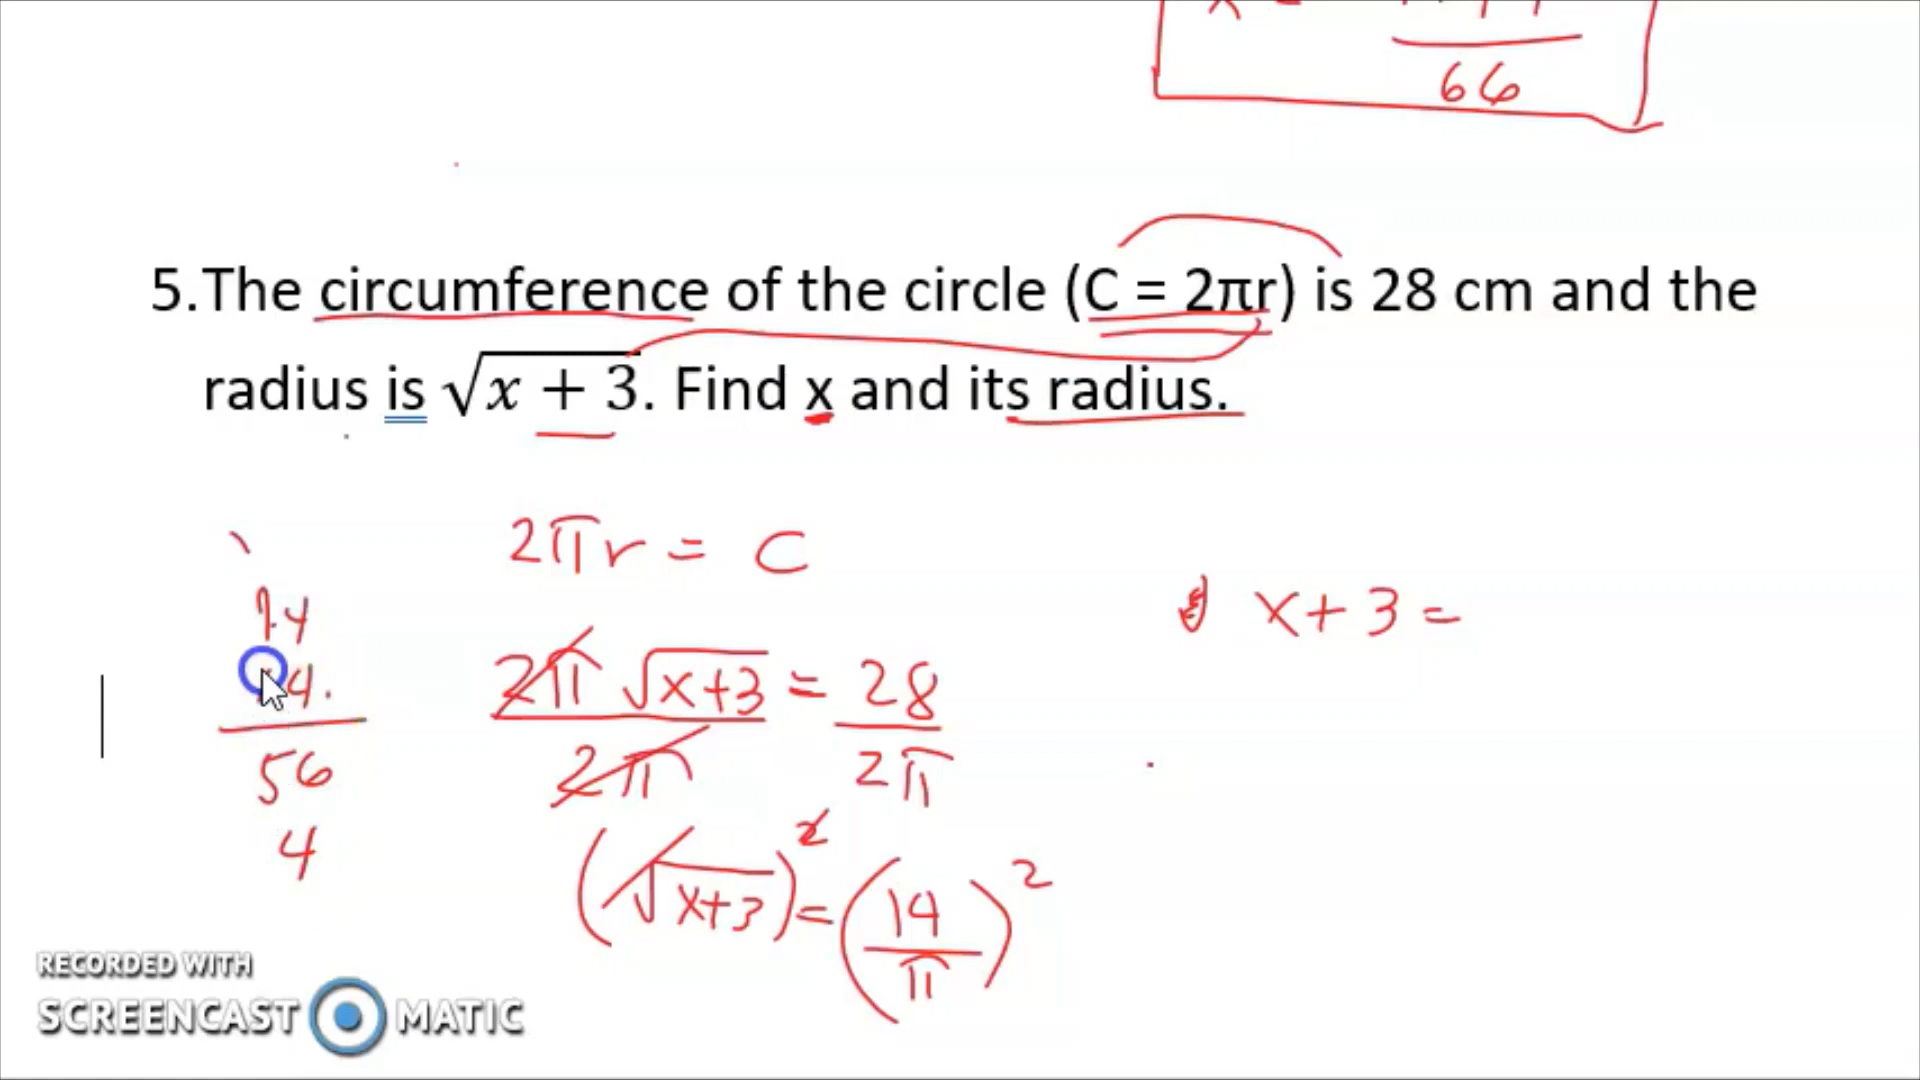 66
5.The circumference of the circle (C = 2πr) is 28 cm and the
radius is √x + 3. Find x and its radius.
2πr = C
14
4.
56
4
2π √x+3 = 28
2π 2π
(√x+3)² = (14/π)²
x+3 =
RECORDED WITH
SCREENCAST MATIC